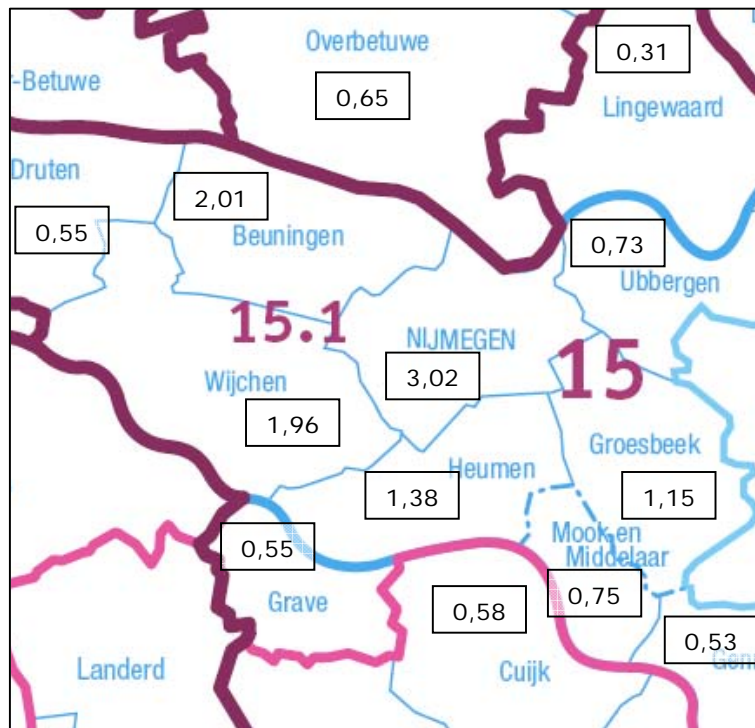 Overbetuwe
0,31
r-Betuwe
0,65
Lingewaard
Druten
2,01
0,55
Beuningen
0,73
Ubbergen
15.1
NIJMEGEN
15
Wijchen
3,02
1,96
Groesbeek
Heumen
1,38
1,15
0,55
Mook en
Middelaar
0,75
Grave
0,58
0,53
Landerd
Cuijk
Gen